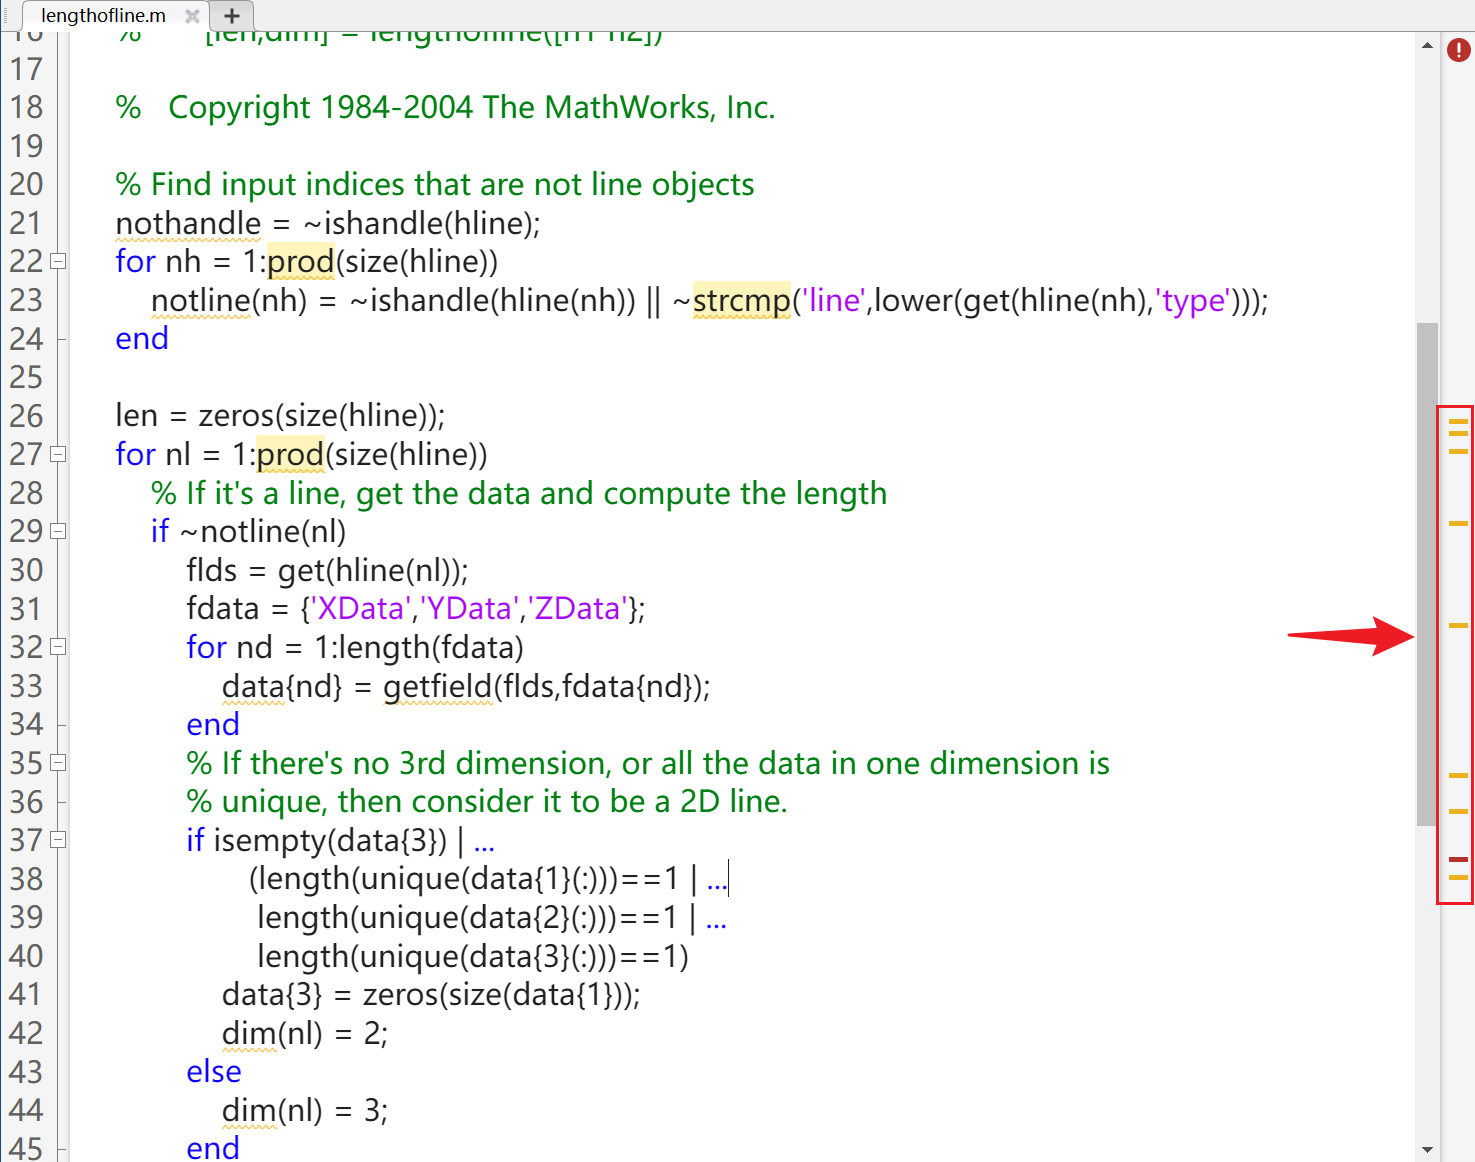 lengthofline.m
16 % [len,dim] = lengthofline([h1 h2])
17
18 % Copyright 1984-2004 The MathWorks, Inc.
19
20 % Find input indices that are not line objects
21 nothandle = ~ishandle(hline);
22 for nh = 1:prod(size(hline))
23 notline(nh) = ~ishandle(hline(nh)) || ~strcmp('line',lower(get(hline(nh),'type')));
24 end
25
26 len = zeros(size(hline));
27 for nl = 1:prod(size(hline))
28 % If it's a line, get the data and compute the length
29 if ~notline(nl)
30 flds = get(hline(nl));
31 fdata = {'XData','YData','ZData'};
32 for nd = 1:length(fdata)
33 data{nd} = getfield(flds,fdata{nd});
34 end
35 % If there's no 3rd dimension, or all the data in one dimension is
36 % unique, then consider it to be a 2D line.
37 if isempty(data{3}) | ...
38 (length(unique(data{1}(:)))==1 | ...
39 length(unique(data{2}(:)))==1 | ...
40 length(unique(data{3}(:)))==1)
41 data{3} = zeros(size(data{1}));
42 dim(nl) = 2;
43 else
44 dim(nl) = 3;
45 end